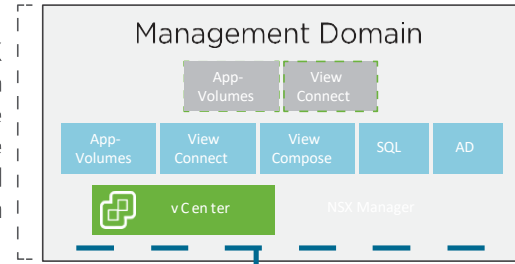 Management Domain
App-
Volumes
View
Connect
App-
Volumes
View
Connect
View
Compose
SQL
AD
vCenter
NSX Manager